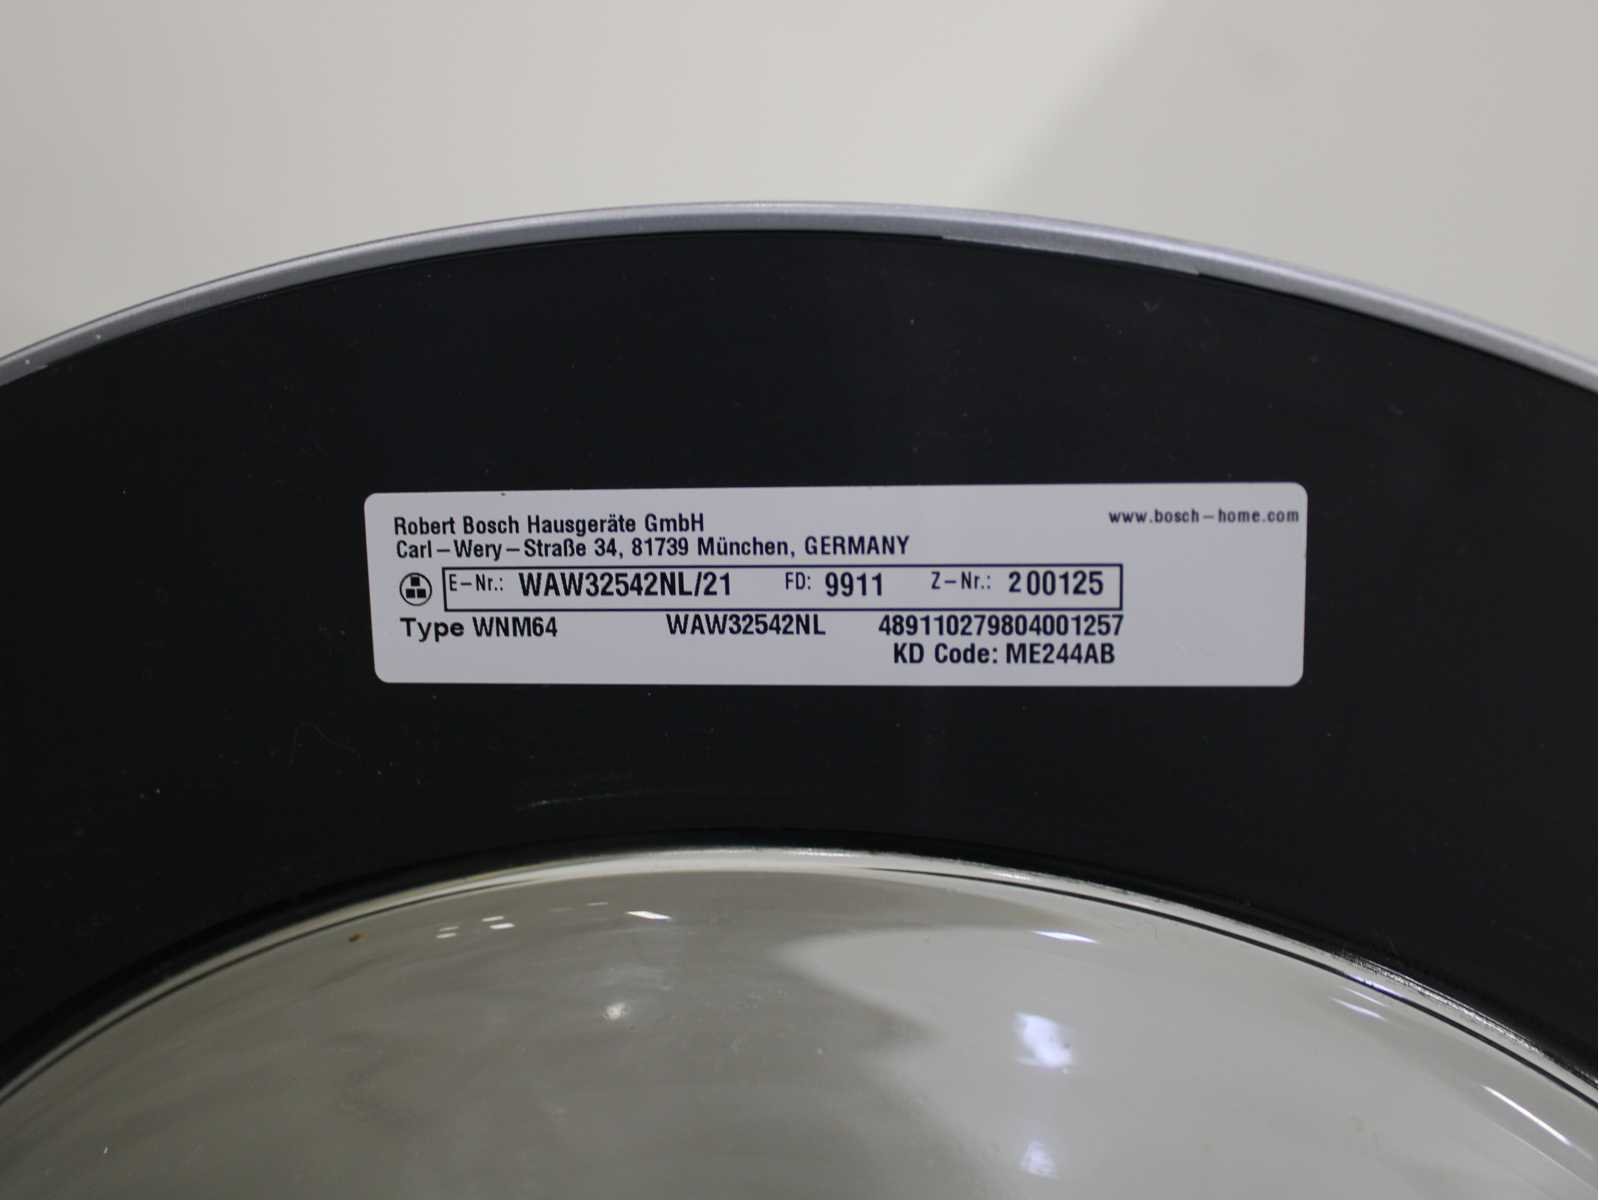 Robert Bosch Hausgeräte GmbH
www.bosch-home.com
Carl-Wery-Straße 34, 81739 München, GERMANY
E-Nr.: WAW32542NL/21 FD: 9911 Z-Nr.: 200125
Type WNM64 WAW32542NL 489110279804001257
KD Code: ME244AB